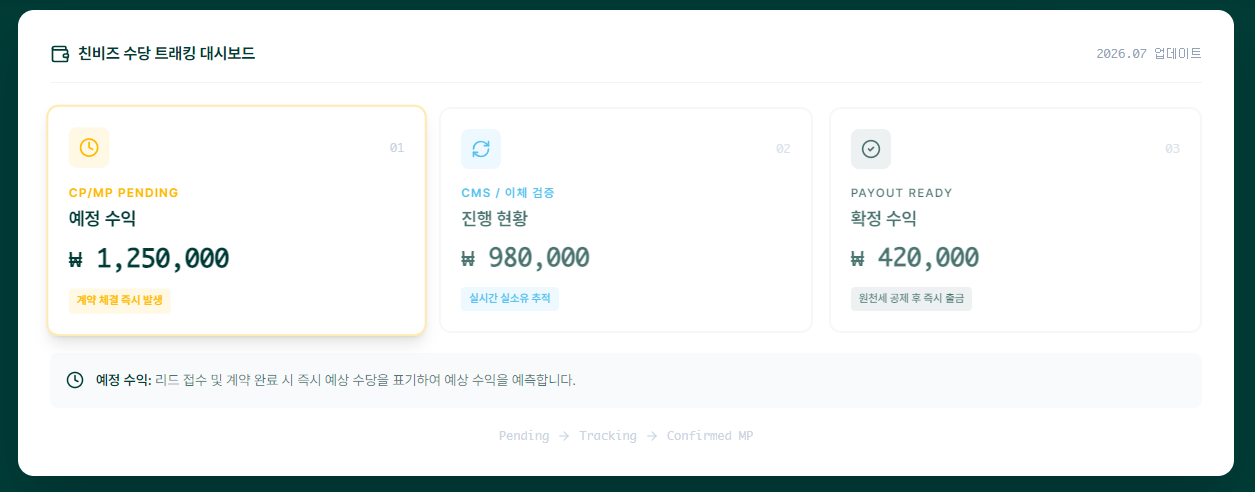 친비즈 수당 트래킹 대시보드
2026.07 업데이트
01
CP/MP PENDING
예정 수익
₩ 1,250,000
계약 체결 즉시 발생
02
CMS / 이체 검증
진행 현황
₩ 980,000
실시간 실소유 추적
03
PAYOUT READY
확정 수익
₩ 420,000
원천세 공제 후 즉시 출금
예정 수익: 리드 접수 및 계약 완료 시 즉시 예상 수당을 표기하여 예상 수익을 예측합니다.
Pending → Tracking → Confirmed MP